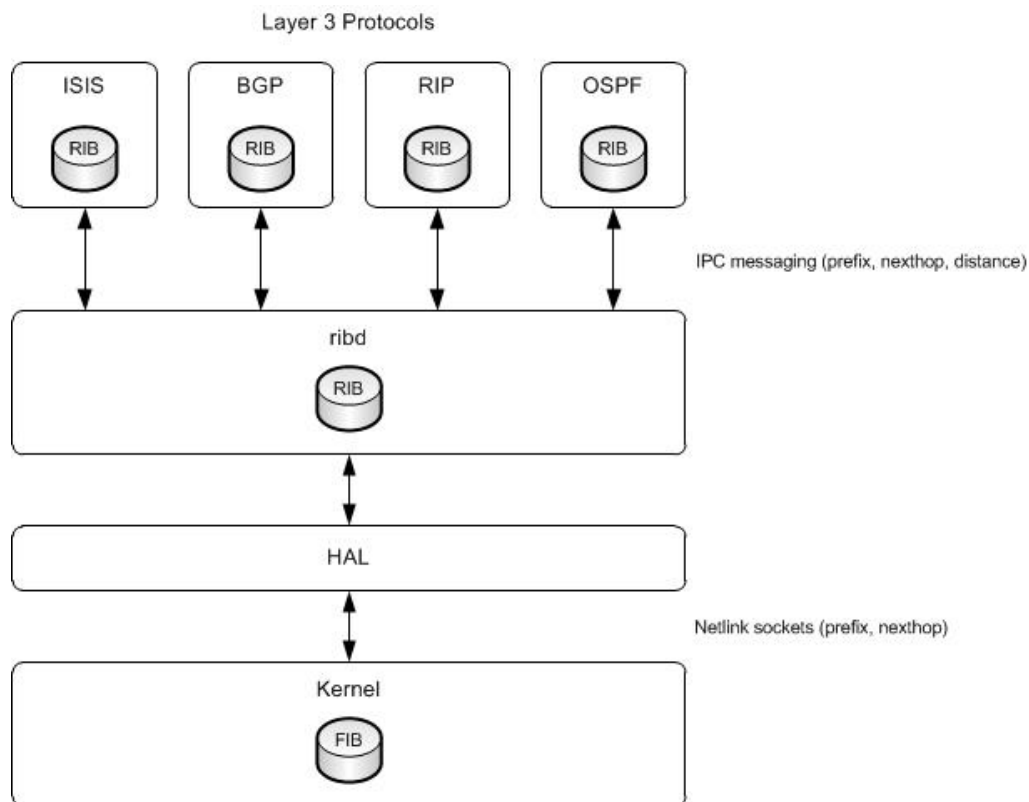 Layer 3 Protocols
ISIS
BGP
RIP
OSPF
RIB
RIB
RIB
RIB
IPC messaging (prefix, nexthop, distance)
ribd
RIB
HAL
Netlink sockets (prefix, nexthop)
Kernel
FIB